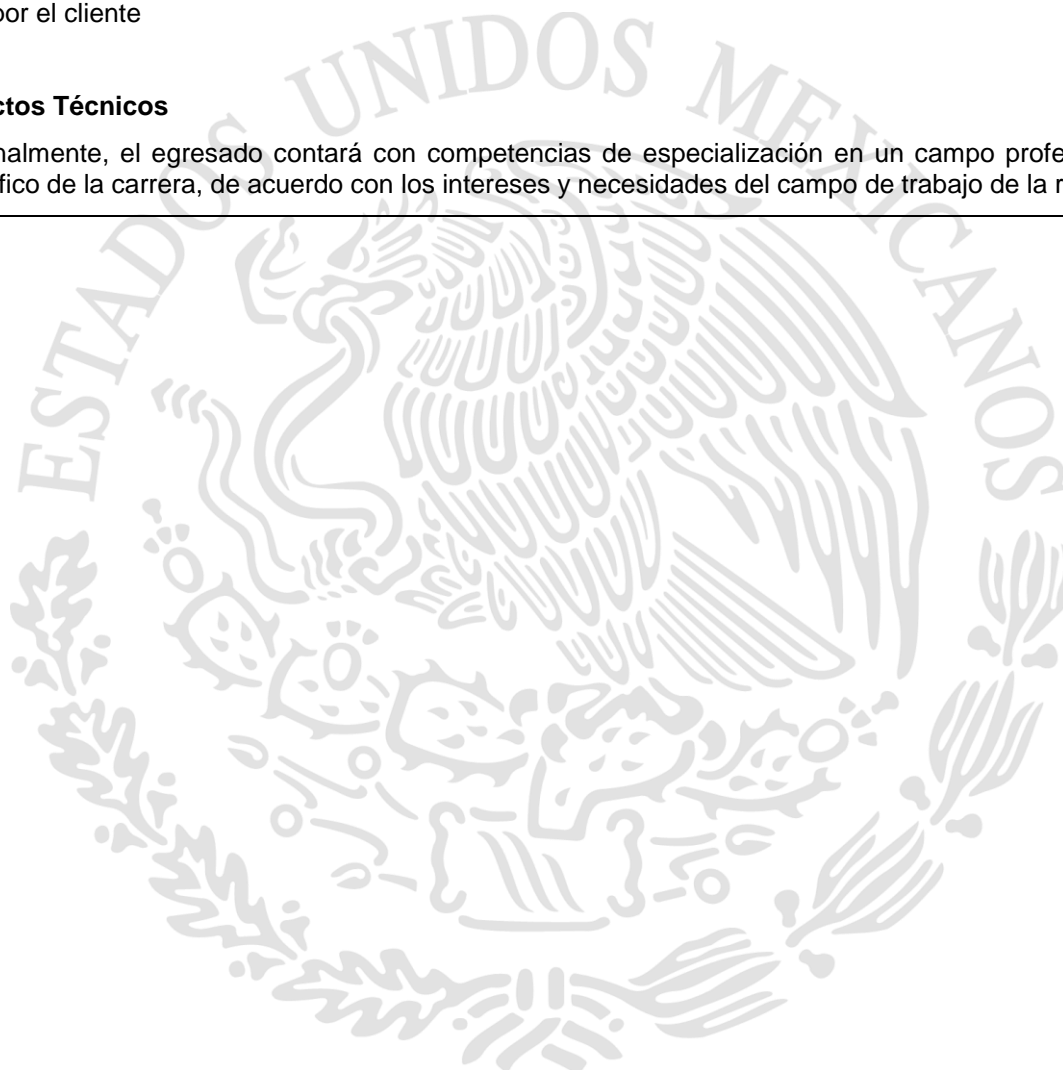 por el cliente
ctos Técnicos
nalmente, el egresado contará con competencias de especialización en un campo profe
fico de la carrera, de acuerdo con los intereses y necesidades del campo de trabajo de la r
ESTADOS UNIDOS MEXICANOS